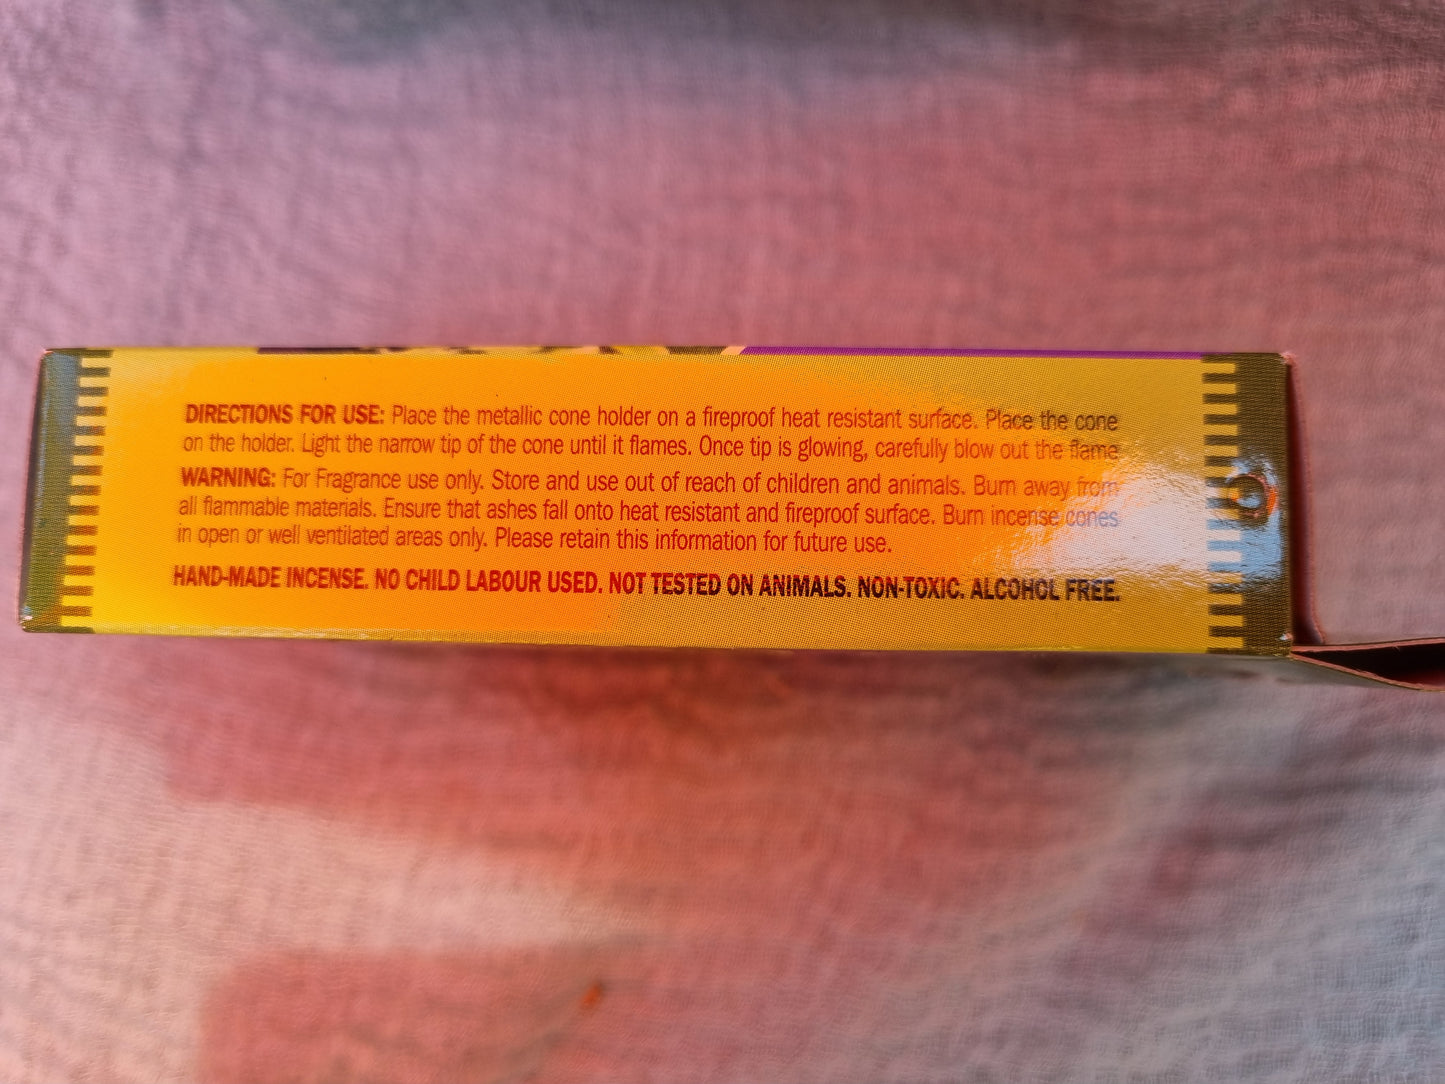 DIRECTIONS FOR USE: Place the metallic cone holder on a fireproof heat resistant surface. Place the cone
on the holder. Light the narrow tip of the cone until it flames. Once tip is glowing, carefully blow out the flame
WARNING: For Fragrance use only. Store and use out of reach of children and animals. Burn away from
all flammable materials. Ensure that ashes fall onto heat resistant and fireproof surface. Burn incense cones
in open or well ventilated areas only. Please retain this information for future use.
HAND-MADE INCENSE. NO CHILD LABOUR USED. NOT TESTED ON ANIMALS. NON-TOXIC. ALCOHOL FREE.